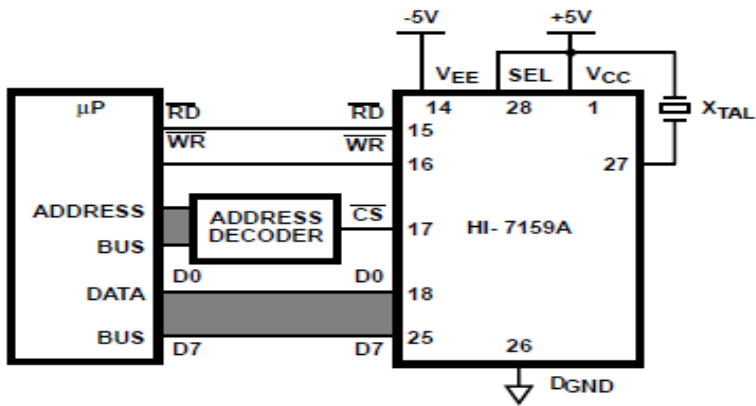 -5V +5V
VEE SEL VCC
μP 14 28 1 XTAL
RD RD 15
WR WR 16 27
ADDRESS BUS
ADDRESS DECODER
CS 17 HI-7159A
D0 D0
DATA 18
BUS 25 26
D7 D7
DGND